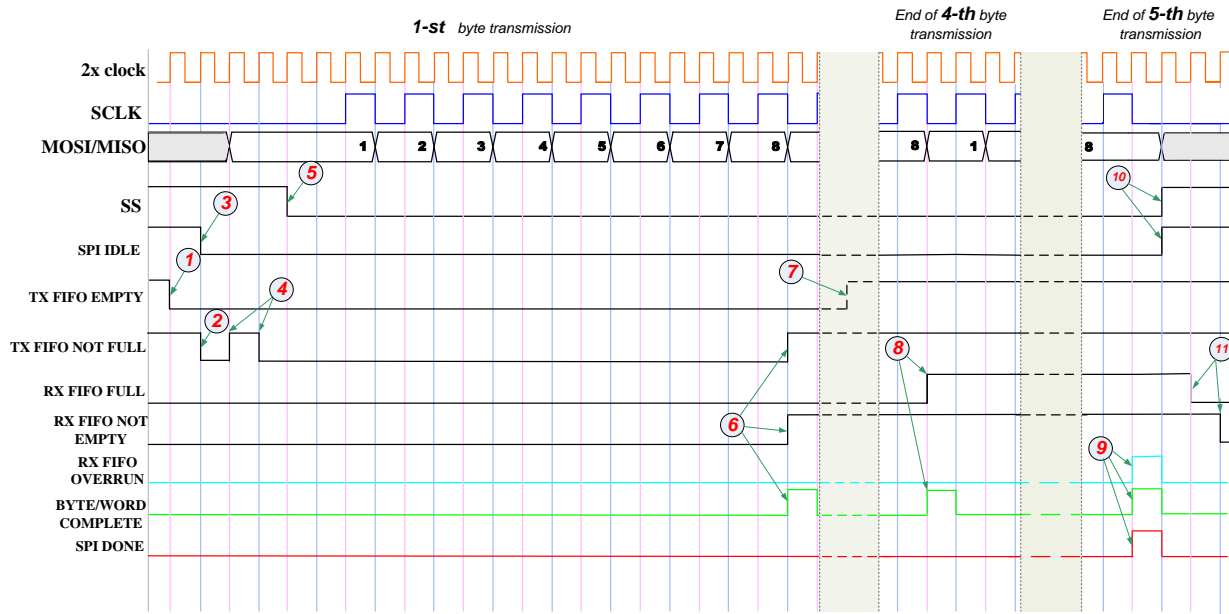 1-st byte transmission
End of 4-th byte
transmission
End of 5-th byte
transmission
2x clock
SCLK
MOSI/MISO
1 2 3 4 5 6 7 8 8 1 8
SS
5
10
3
SPI IDLE
1
TX FIFO EMPTY
7
4
2
TX FIFO NOT FULL
8
11
RX FIFO FULL
RX FIFO NOT
EMPTY
6
9
RX FIFO
OVERRUN
BYTE/WORD
COMPLETE
SPI DONE